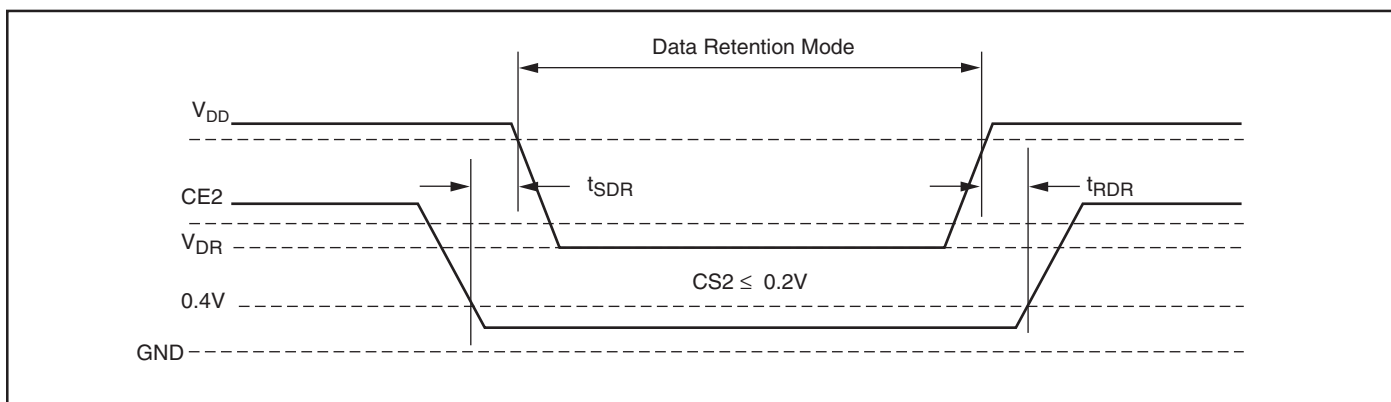 Data Retention Mode
VDD
tSDR
tRDR
CE2
VDR
CS2 ≤ 0.2V
0.4V
GND